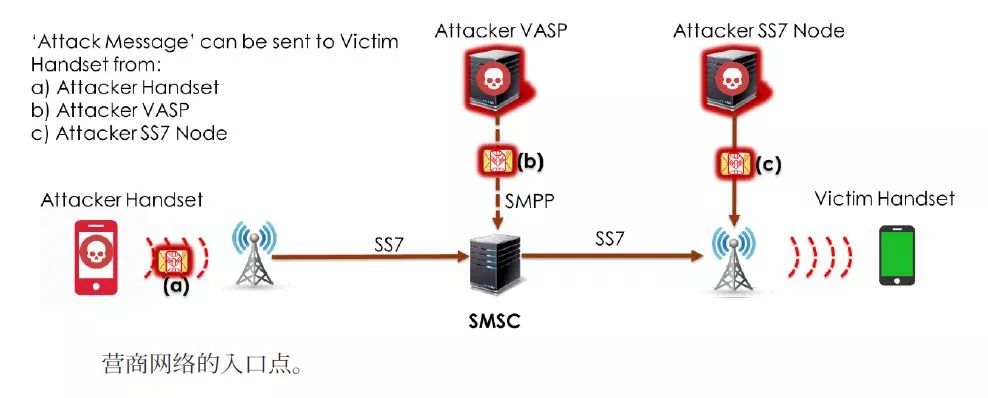 'Attack Message' can be sent to Victim
Handset from:
a) Attacker Handset
b) Attacker VASP
c) Attacker SS7 Node
Attacker VASP
Attacker SS7 Node
(b)
(c)
SMPP
Attacker Handset
Victim Handset
SS7
SS7
(a)
SMSC
营商网络的入口点。